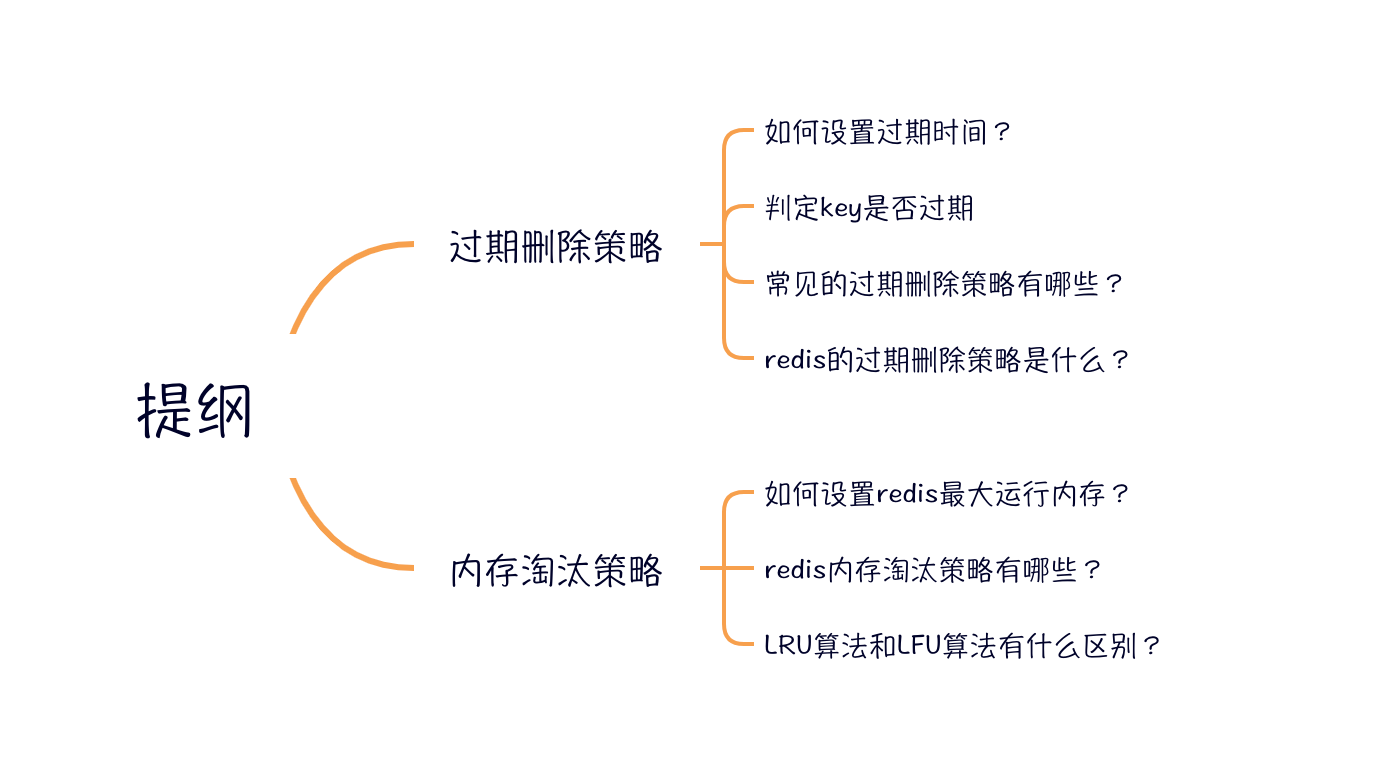 提纲
过期删除策略
如何设置过期时间？
判定key是否过期
常见的过期删除策略有哪些？
redis的过期删除策略是什么？
内存淘汰策略
如何设置redis最大运行内存？
redis内存淘汰策略有哪些？
LRU算法和LFU算法有什么区别？